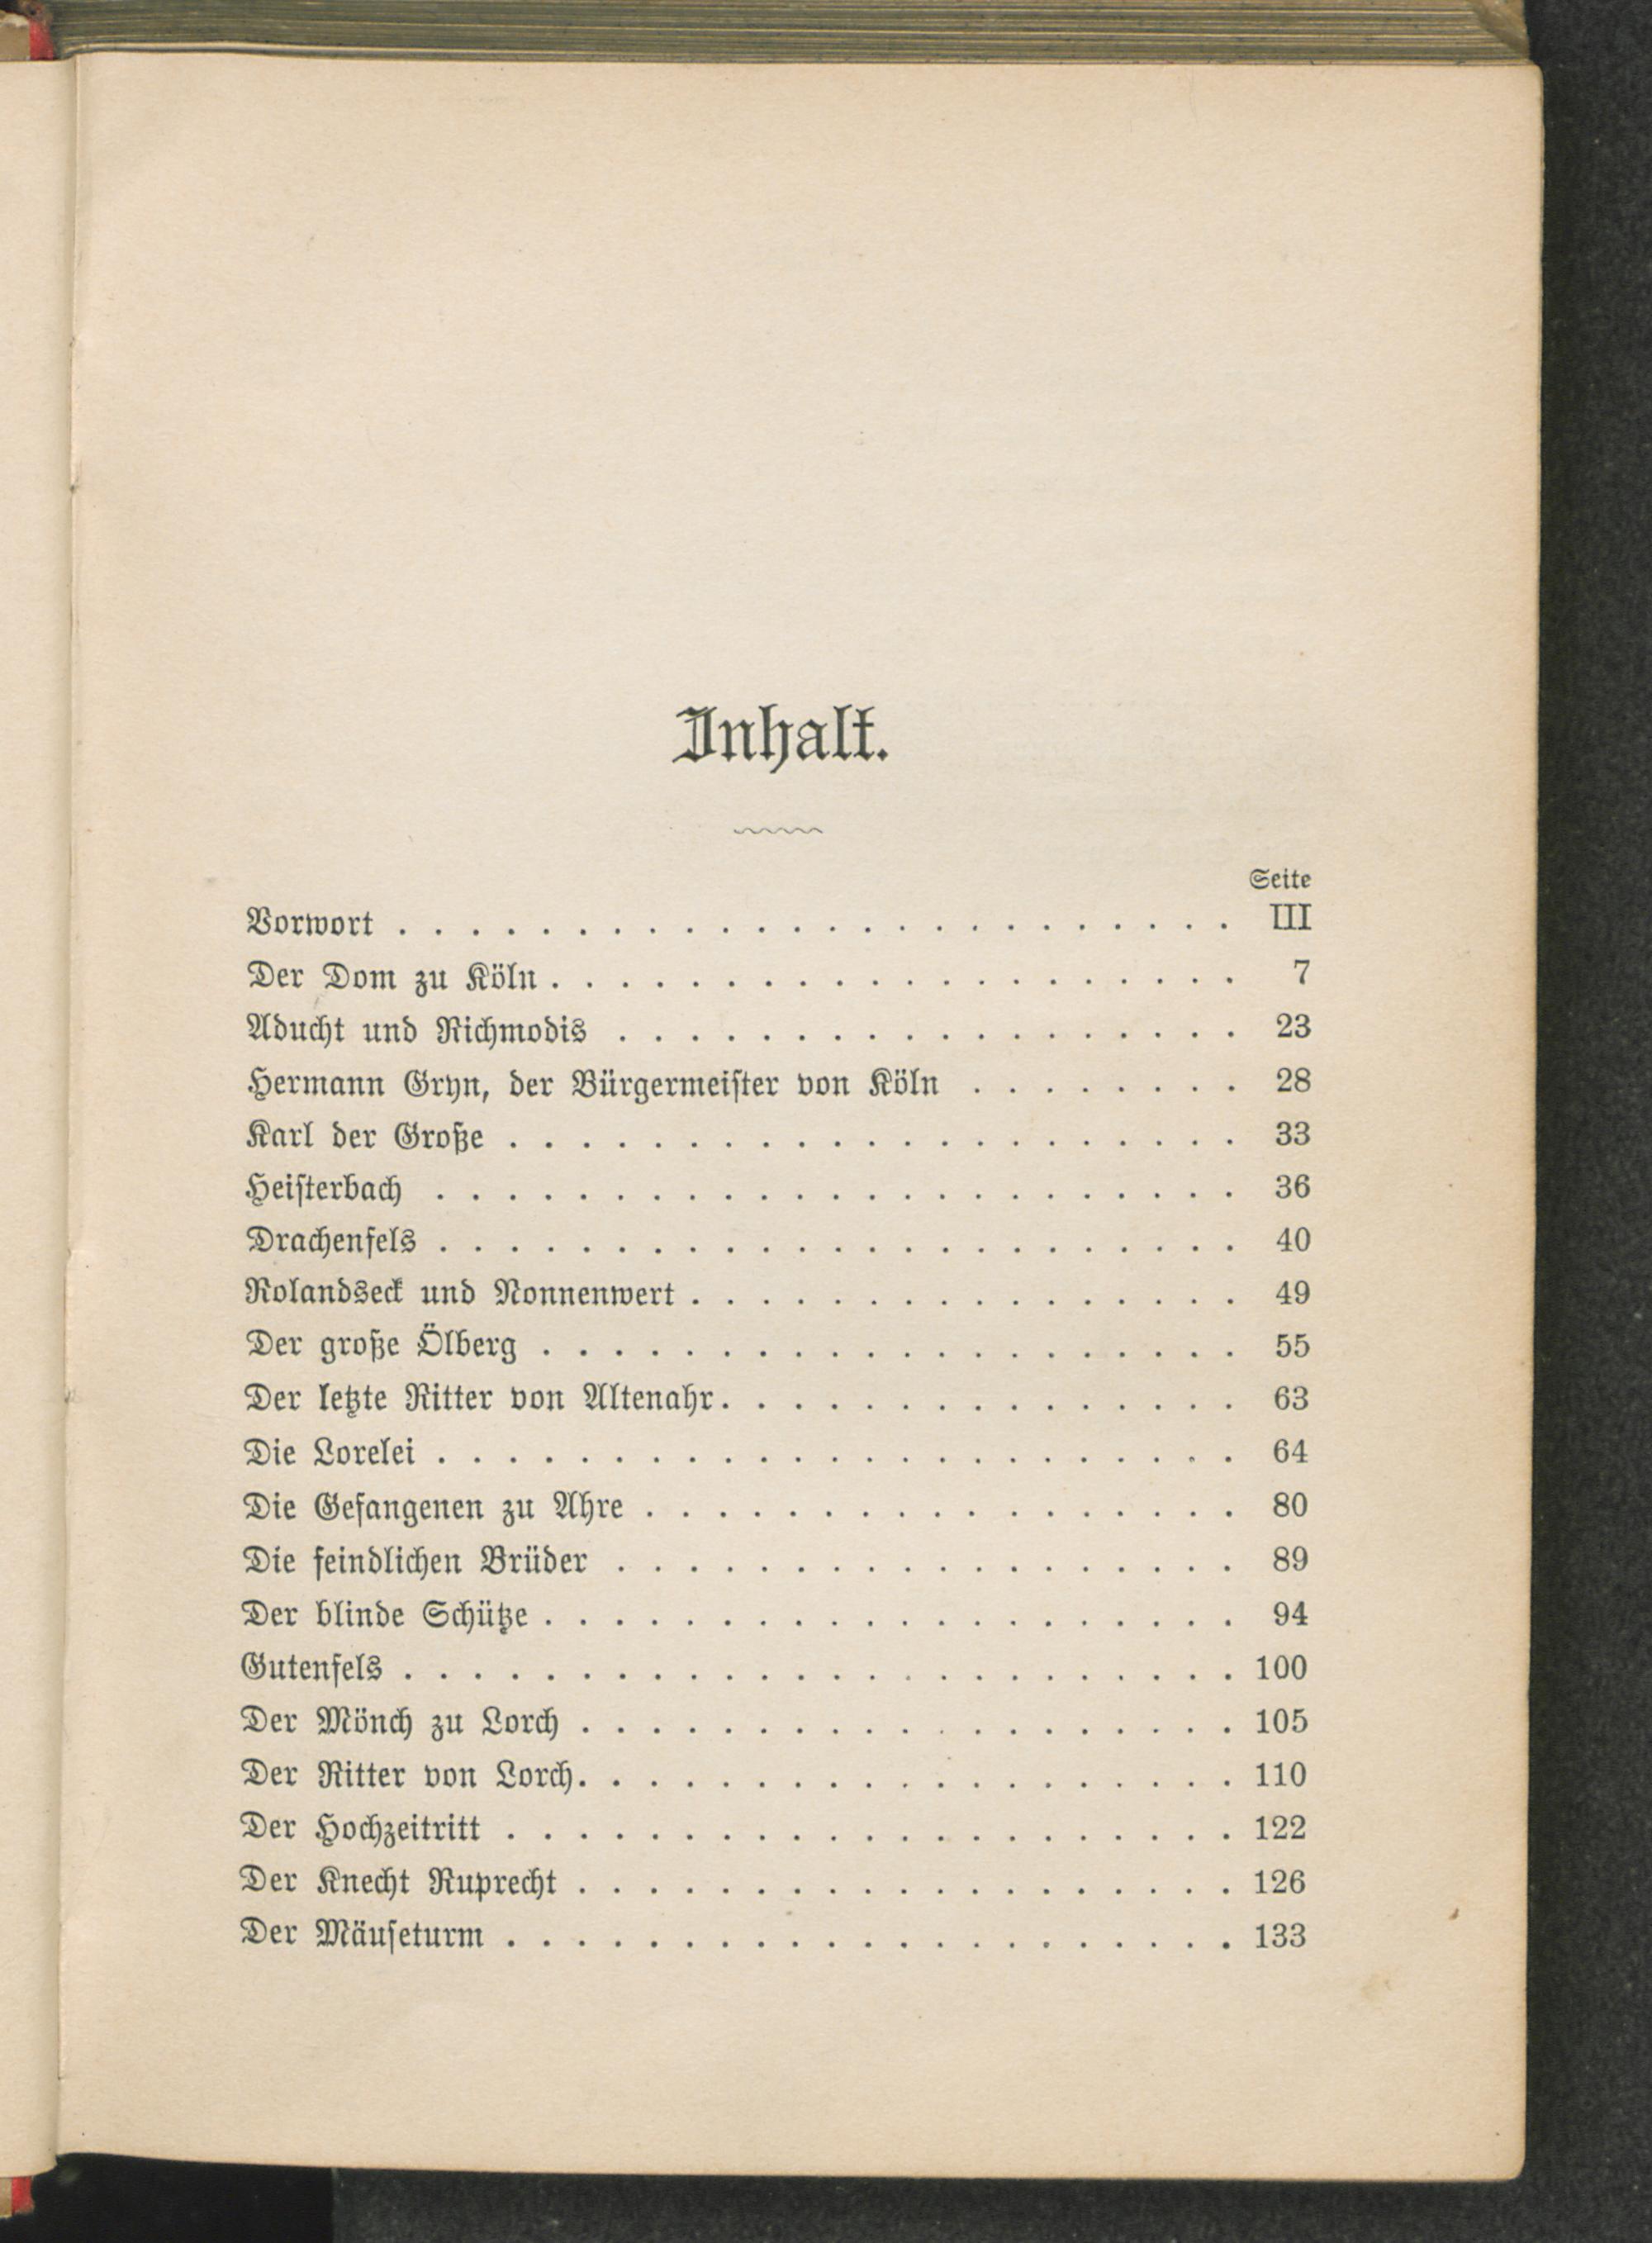 Inhalt.
Seite
Vorwort . . . . . . . . . . . . . . . . . . . . . . . . III
Der Dom zu Köln . . . . . . . . . . . . . . . . . . . . 7
Aducht und Richmodis . . . . . . . . . . . . . . . . . . 23
Hermann Gryn, der Bürgermeister von Köln . . . . . . . . 28
Karl der Große . . . . . . . . . . . . . . . . . . . . . 33
Heiſterbach . . . . . . . . . . . . . . . . . . . . . . . 36
Drachenfels . . . . . . . . . . . . . . . . . . . . . . . 40
Rolandseck und Nonnenwert . . . . . . . . . . . . . . . . 49
Der große Ölberg . . . . . . . . . . . . . . . . . . . . 55
Der letzte Ritter von Altenahr . . . . . . . . . . . . . . . 63
Die Lorelei . . . . . . . . . . . . . . . . . . . . . . . 64
Die Gefangenen zu Ahre . . . . . . . . . . . . . . . . . 80
Die feindlichen Brüder . . . . . . . . . . . . . . . . . . 89
Der blinde Schütze . . . . . . . . . . . . . . . . . . . . 94
Gutenfels . . . . . . . . . . . . . . . . . . . . . . . . 100
Der Mönch zu Lorch . . . . . . . . . . . . . . . . . . . 105
Der Ritter von Lorch . . . . . . . . . . . . . . . . . . . 110
Der Hochzeitritt . . . . . . . . . . . . . . . . . . . . . 122
Der Knecht Ruprecht . . . . . . . . . . . . . . . . . . . 126
Der Mäuſeturm . . . . . . . . . . . . . . . . . . . . . 133